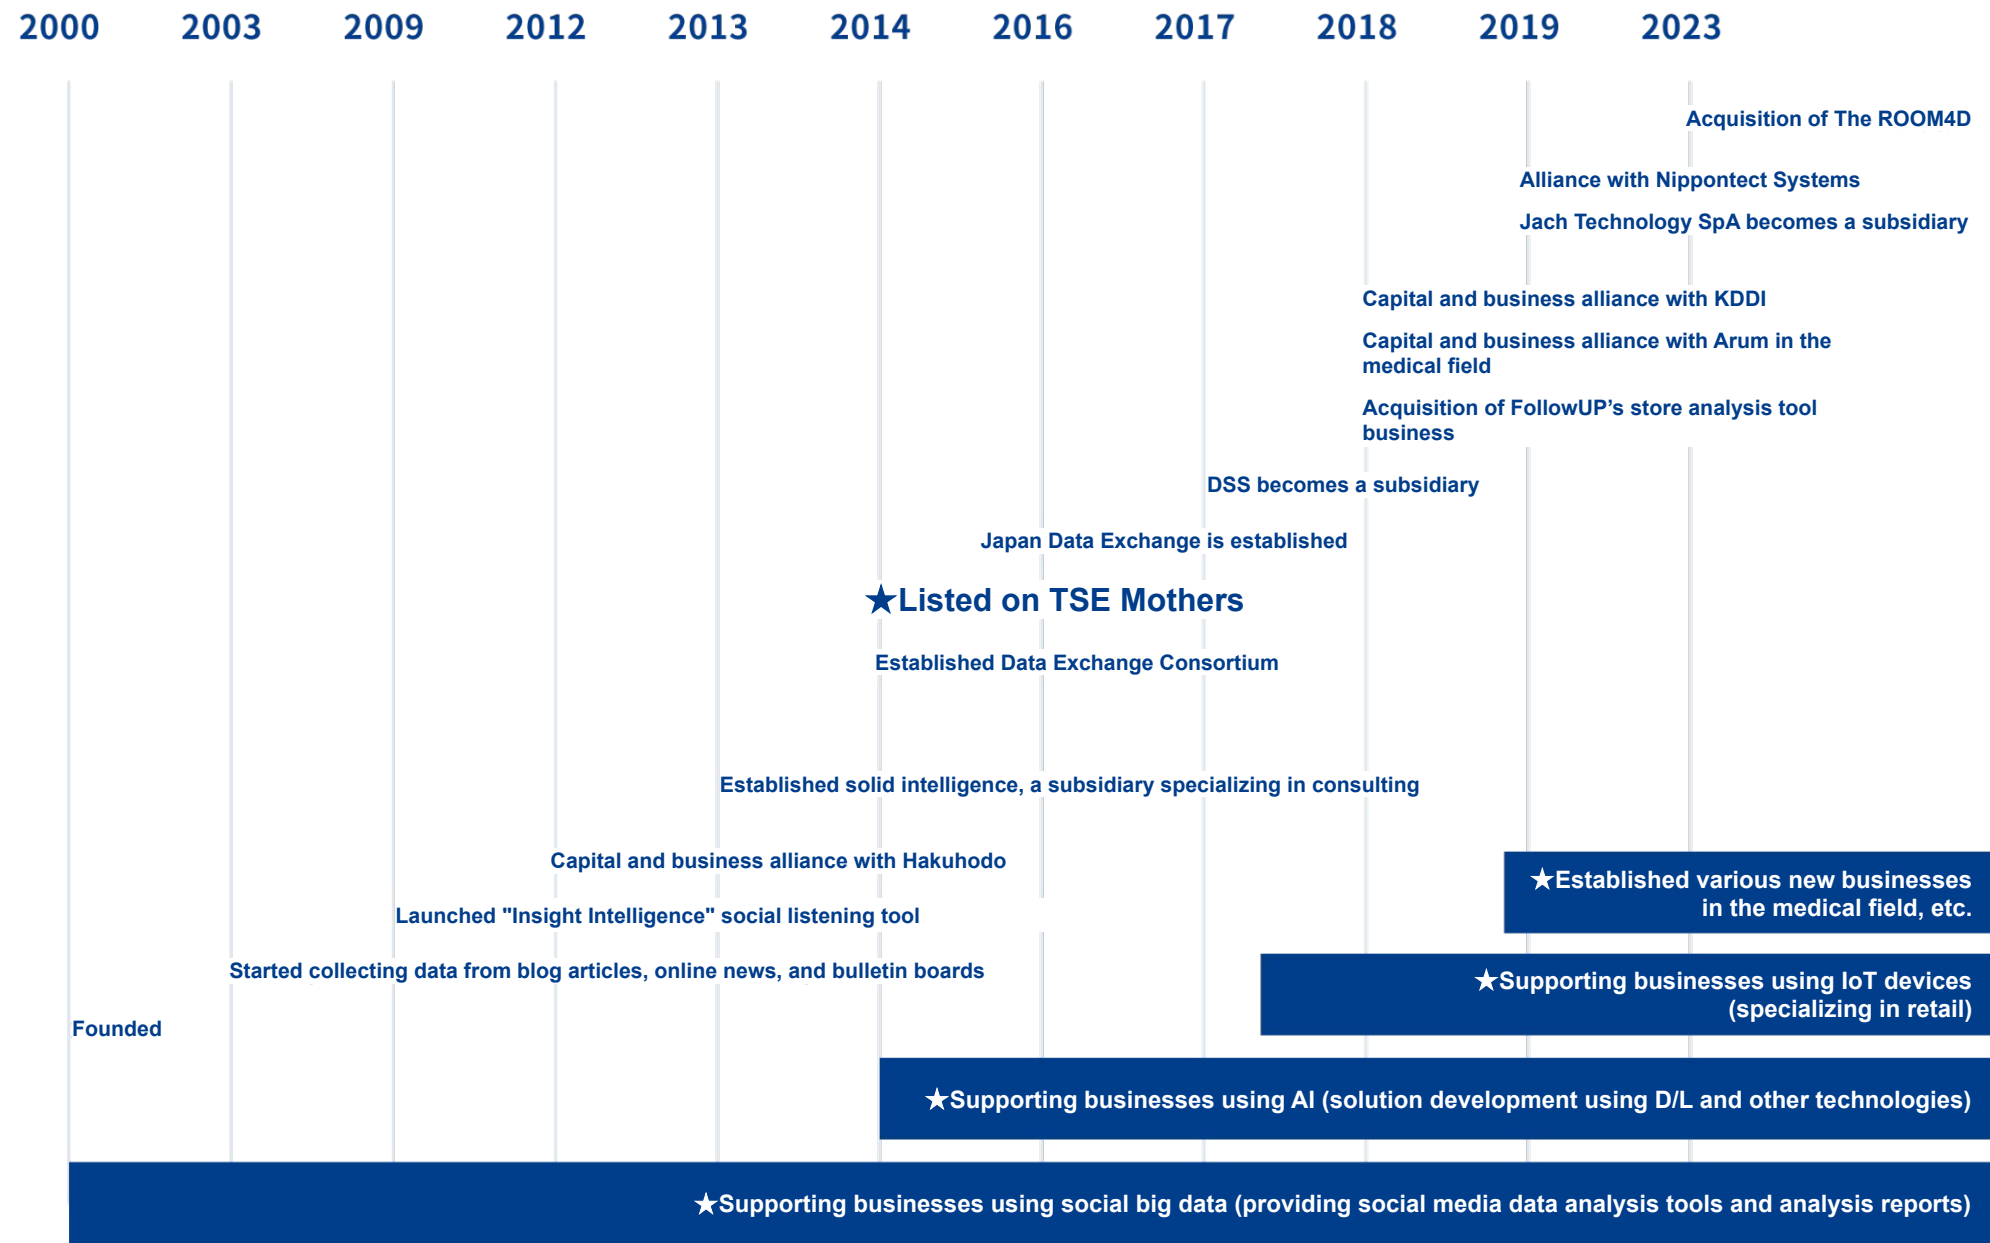 2000 2003 2009 2012 2013 2014 2016 2017 2018 2019 2023
Acquisition of The ROOM4D
Alliance with Nippontect Systems
Jach Technology SpA becomes a subsidiary
Capital and business alliance with KDDI
Capital and business alliance with Arum in the
medical field
Acquisition of FollowUP’s store analysis tool
business
DSS becomes a subsidiary
Japan Data Exchange is established
★Listed on TSE Mothers
Established Data Exchange Consortium
Established solid intelligence, a subsidiary specializing in consulting
Capital and business alliance with Hakuhodo
Launched "Insight Intelligence" social listening tool
Started collecting data from blog articles, online news, and bulletin boards
Founded
★Established various new businesses
in the medical field, etc.
★Supporting businesses using IoT devices
(specializing in retail)
★Supporting businesses using AI (solution development using D/L and other technologies)
★Supporting businesses using social big data (providing social media data analysis tools and analysis reports)